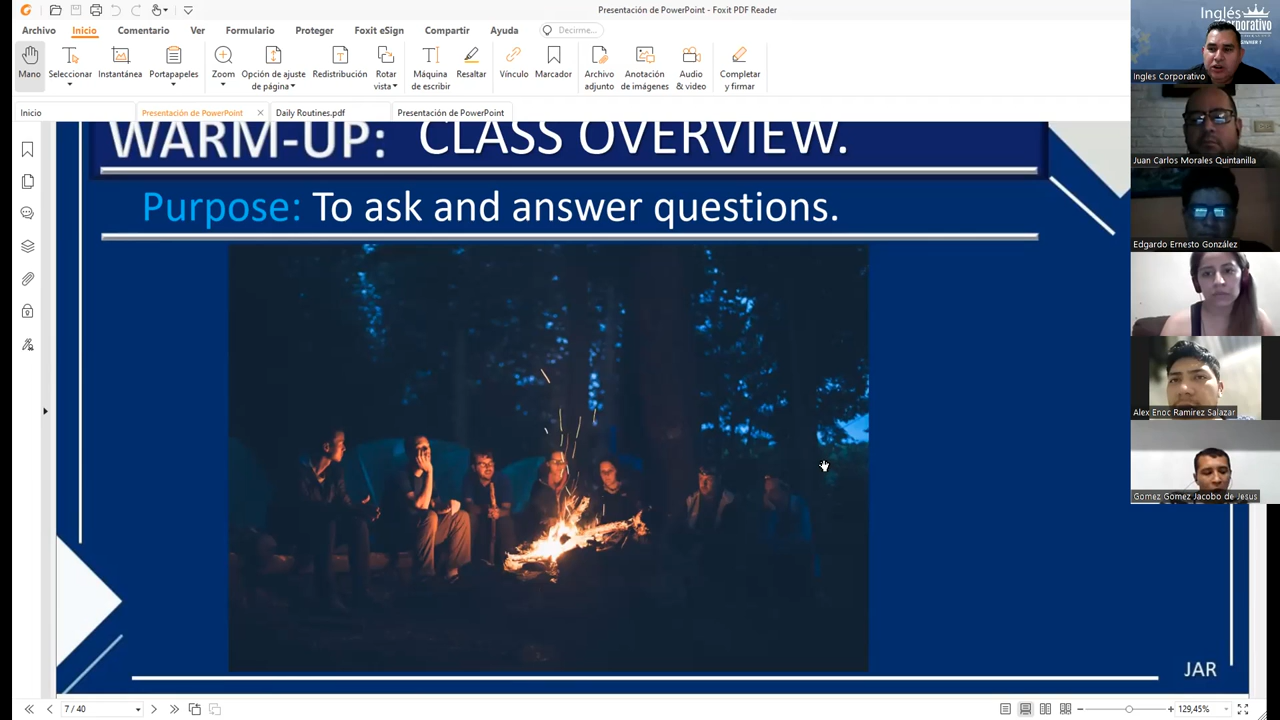 Presentación de PowerPoint - Foxit PDF Reader
Archivo Inicio Comentario Ver Formulario Proteger Foxit eSign Compartir Ayuda Decirme...
Mano Seleccionar Instantánea Portapapeles Zoom Opción de ajuste de página Redistribución Rotar vista Máquina de escribir Resaltar Vínculo Marcador Archivo adjunto Anotación de imágenes Audio & video Completar y firmar
Inicio Presentación de PowerPoint Daily Routines.pdf Presentación de PowerPoint
WARM-UP: CLASS OVERVIEW.
Purpose: To ask and answer questions.
JAR
7 / 40
129,45%
Inglés
Ingles Corporativo
Juan Carlos Morales Quintanilla
Edgardo Ernesto González
Alex Enoc Ramirez Salazar
Gomez Gomez Jacobo de Jesus